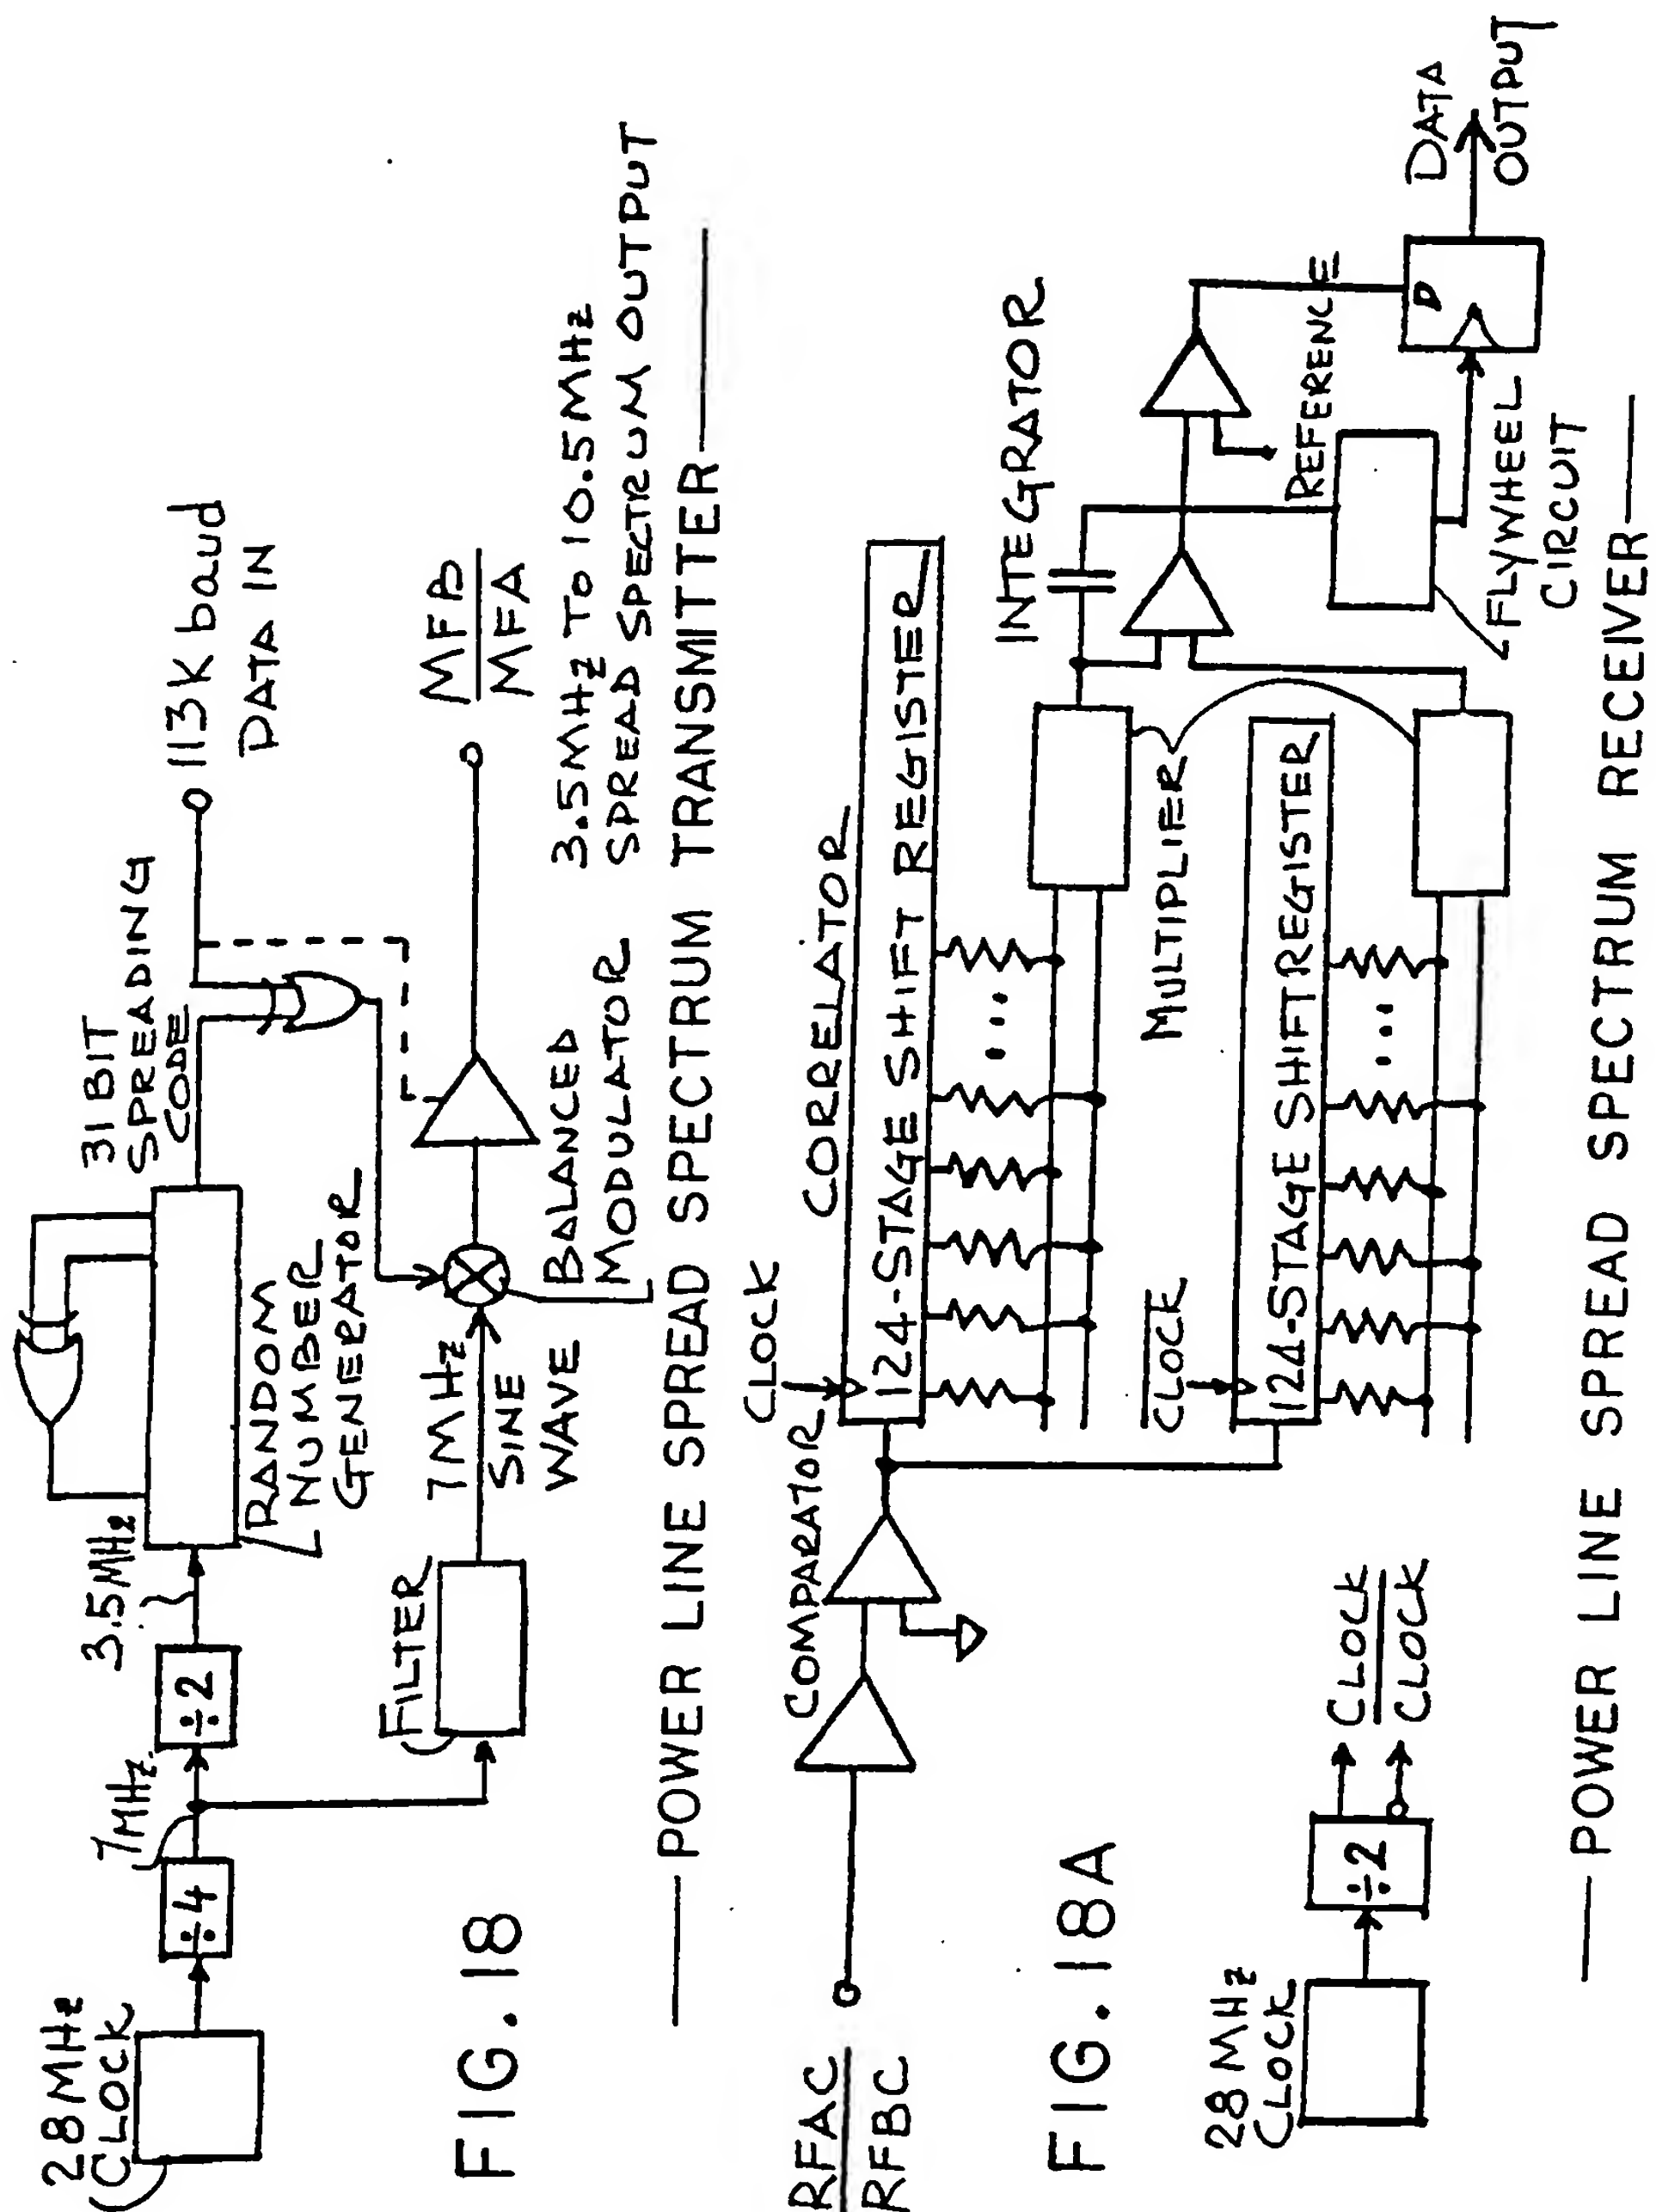 28MHz
CLOCK
÷4
7MHz.
÷2
3.5MHz
RANDOM
NUMBER
GENERATOR
31BIT
SPREADING
CODE
113K baud
DATA IN
FILTER
7MHz
SINE
WAVE
BALANCED
MODULATOR
MFB
MFA
3.5MHz TO 10.5MHz
SPREAD SPECTRUM OUTPUT
FIG. 18
POWER LINE SPREAD SPECTRUM TRANSMITTER
RFAC
RFBC
COMPARATOR
CLOCK
CORRELATOR
124-STAGE SHIFT REGISTER
INTEGRATOR
CLOCK
MULTIPLIER
124-STAGE SHIFT REGISTER
REFERENCE
D
DATA
OUTPUT
FLYWHEEL
CIRCUIT
FIG. 18A
28MHz
CLOCK
÷2
CLOCK
CLOCK
POWER LINE SPREAD SPECTRUM RECEIVER